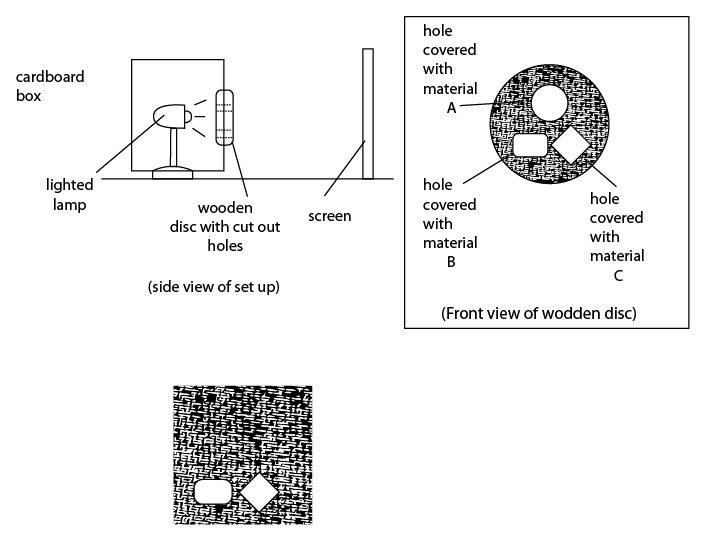 cardboard
box
lighted
lamp
wooden
disc with cut out
holes
screen
(side view of set up)
hole
covered
with
material
A
hole
covered
with
material
B
hole
covered
with
material
C
(Front view of wodden disc)